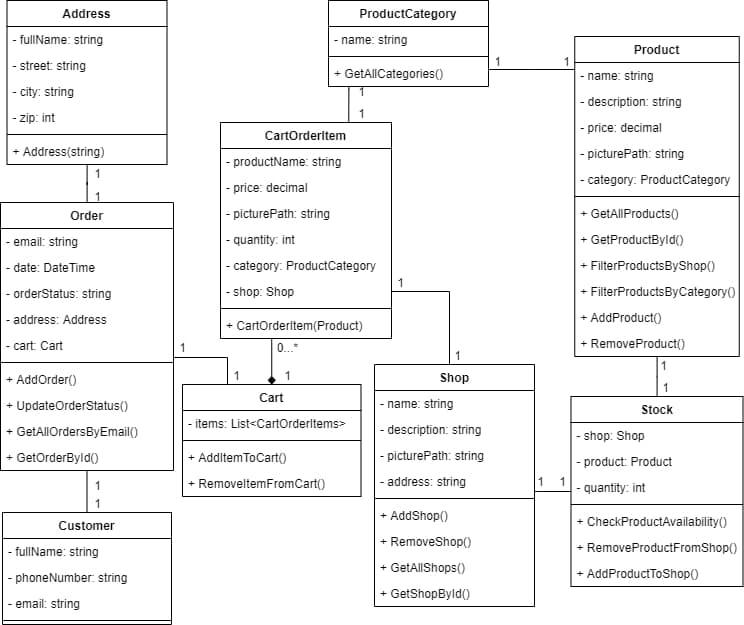 Address
- fullName: string
- street: string
- city: string
- zip: int
+ Address(string)
1
1
Order
- email: string
- date: DateTime
- orderStatus: string
- address: Address
- cart: Cart
+ AddOrder()
+ UpdateOrderStatus()
+ GetAllOrdersByEmail()
+ GetOrderById()
1
1
1
1
Customer
- fullName: string
- phoneNumber: string
- email: string
ProductCategory
- name: string
+ GetAllCategories()
1
1
1
1
CartOrderItem
- productName: string
- price: decimal
- picturePath: string
- quantity: int
- category: ProductCategory
- shop: Shop
+ CartOrderItem(Product)
0...*
1
1
1
Cart
- items: List<CartOrderItems>
+ AddItemToCart()
+ RemoveItemFromCart()
Shop
- name: string
- description: string
- picturePath: string
- address: string
+ AddShop()
+ RemoveShop()
+ GetAllShops()
+ GetShopById()
1
1
Product
- name: string
- description: string
- price: decimal
- picturePath: string
- category: ProductCategory
+ GetAllProducts()
+ GetProductById()
+ FilterProductsByShop()
+ FilterProductsByCategory()
+ AddProduct()
+ RemoveProduct()
1
1
Stock
- shop: Shop
- product: Product
- quantity: int
+ CheckProductAvailability()
+ RemoveProductFromShop()
+ AddProductToShop()